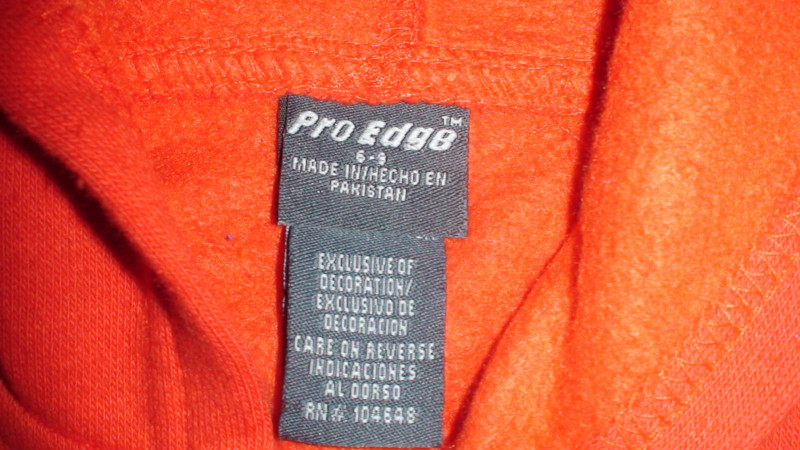 Pro Edge™
6-9
MADE IN/HECHO EN
PAKISTAN
EXCLUSIVE OF
DECORATION/
EXCLUSIVO DE
DECORACION
CARE ON REVERSE
INDICACIONES
AL DORSO
RN# 104648